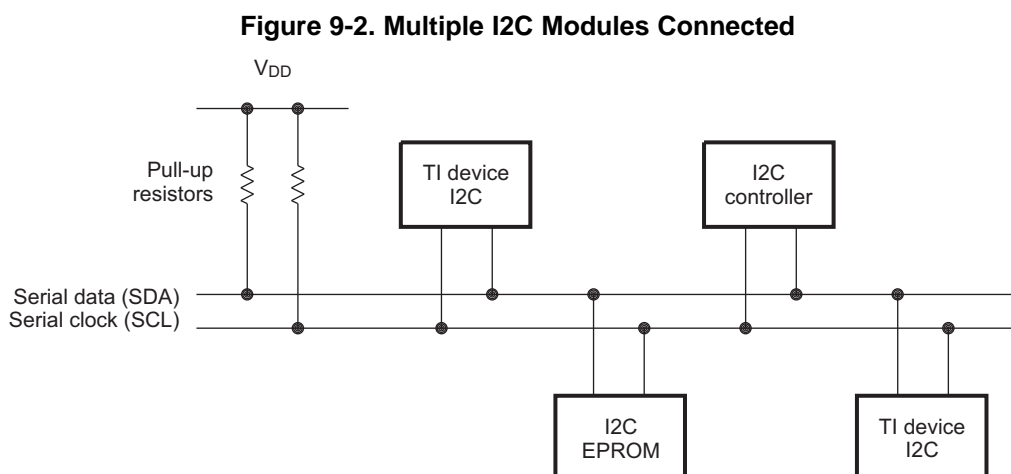 Figure 9-2. Multiple I2C Modules Connected
VDD
Pull-up
resistors
TI device
I2C
I2C
controller
Serial data (SDA)
Serial clock (SCL)
I2C
EPROM
TI device
I2C